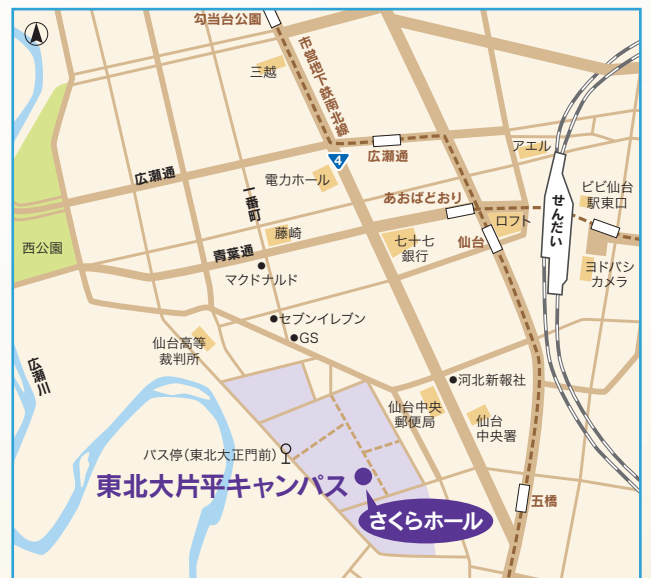 勾当台公園
市営地下鉄南北線
三越
アエル
広瀬通
4
電力ホール
広瀬通
一番町
あおばどおり
せんだい
ビビ仙台
駅東口
ロフト
西公園
藤崎
七十七
銀行
仙台
青葉通
マクドナルド
ヨドバシ
カメラ
セブンイレブン
GS
仙台高等
裁判所
広瀬川
河北新報社
仙台中央
郵便局
仙台
中央署
バス停(東北大正門前)
東北大片平キャンパス
さくらホール
五橋